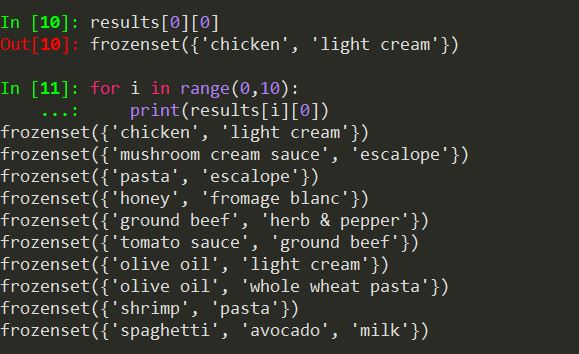 In [10]: results[0][0]
Out[10]: frozenset({'chicken', 'light cream'})
In [11]: for i in range(0,10):
...: print(results[i][0])
frozenset({'chicken', 'light cream'})
frozenset({'mushroom cream sauce', 'escalope'})
frozenset({'pasta', 'escalope'})
frozenset({'honey', 'fromage blanc'})
frozenset({'ground beef', 'herb & pepper'})
frozenset({'tomato sauce', 'ground beef'})
frozenset({'olive oil', 'light cream'})
frozenset({'olive oil', 'whole wheat pasta'})
frozenset({'shrimp', 'pasta'})
frozenset({'spaghetti', 'avocado', 'milk'})